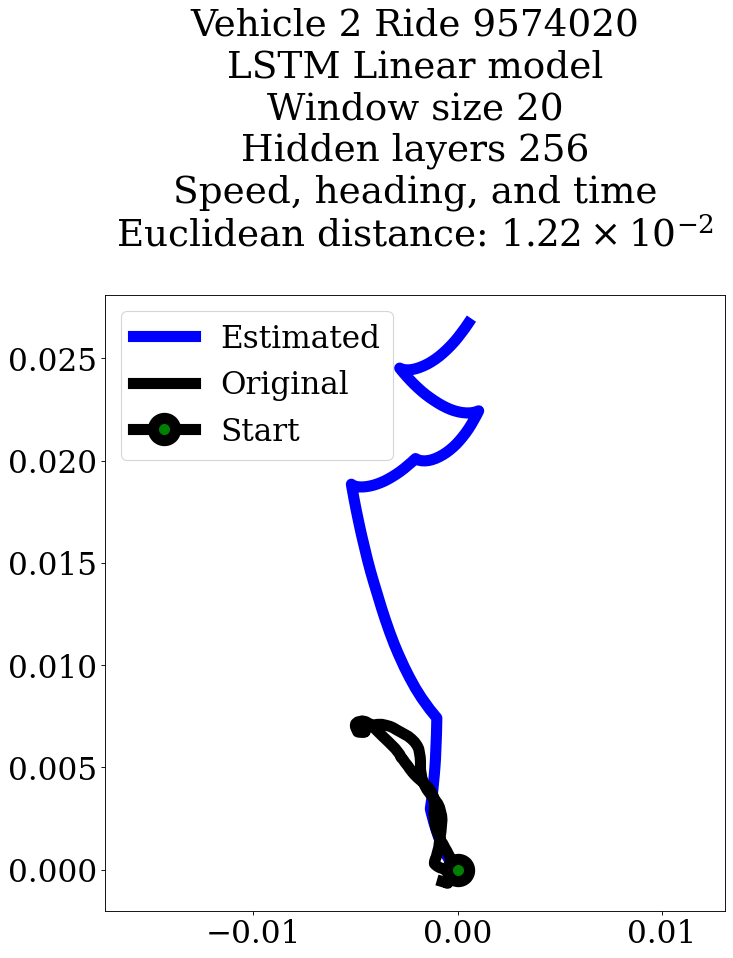 Vehicle 2 Ride 9574020
LSTM Linear model
Window size 20
Hidden layers 256
Speed, heading, and time
Euclidean distance: 1.22 × 10⁻²
Estimated
Original
Start
0.025
0.020
0.015
0.010
0.005
0.000
−0.01
0.00
0.01